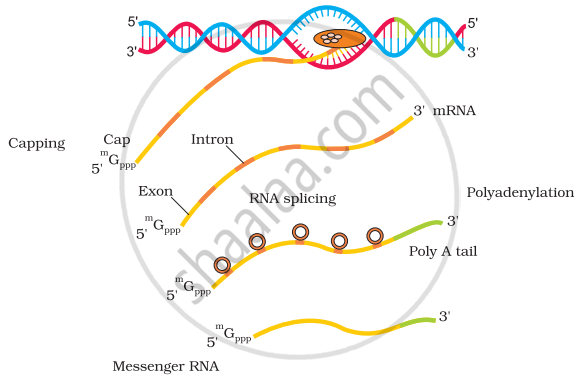 5'
3'
5'
3'
Capping
Cap
5' mGppp
Intron
3' mRNA
Exon
5' mGppp
RNA splicing
Polyadenylation
3'
Poly A tail
5' mGppp
3'
5' mGppp
Messenger RNA
shaalaa.com